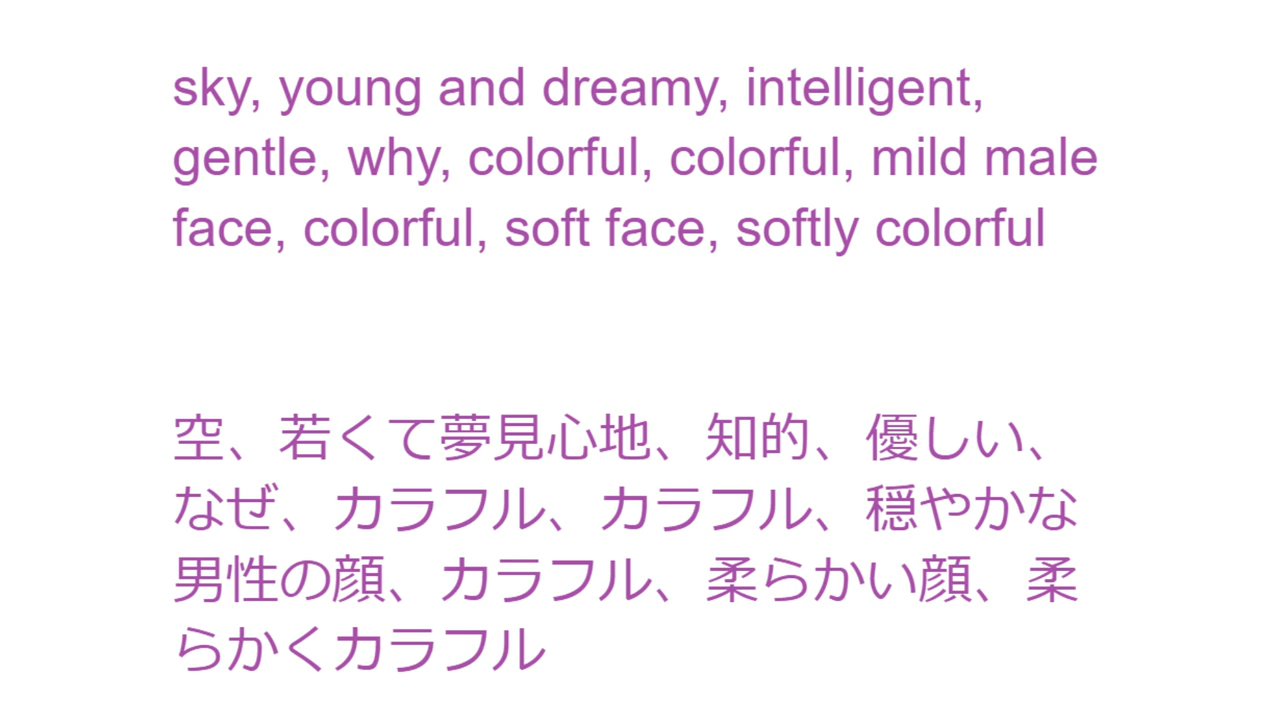 sky, young and dreamy, intelligent,
gentle, why, colorful, colorful, mild male
face, colorful, soft face, softly colorful
空、若くて夢見心地、知的、優しい、
なぜ、カラフル、カラフル、穏やかな
男性の顔、カラフル、柔らかい顔、柔
らかくカラフル